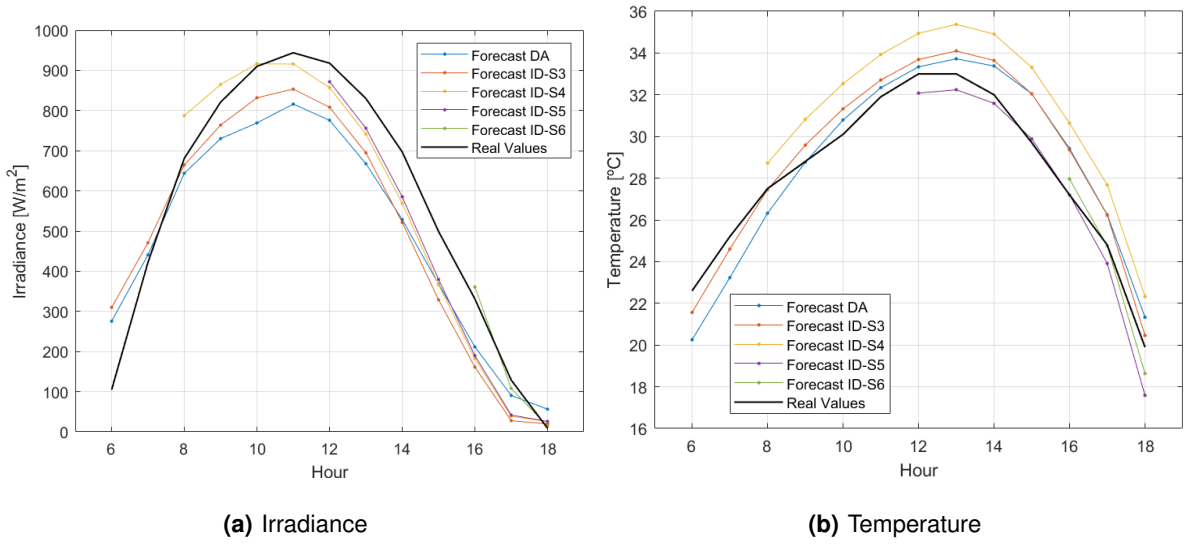 1000
900
800
700
600
500
400
300
200
100
0
Irradiance [W/m²]
6 8 10 12 14 16 18
Hour
Forecast DA
Forecast ID-S3
Forecast ID-S4
Forecast ID-S5
Forecast ID-S6
Real Values
(a) Irradiance
36
34
32
30
28
26
24
22
20
18
16
Temperature [ºC]
6 8 10 12 14 16 18
Hour
Forecast DA
Forecast ID-S3
Forecast ID-S4
Forecast ID-S5
Forecast ID-S6
Real Values
(b) Temperature